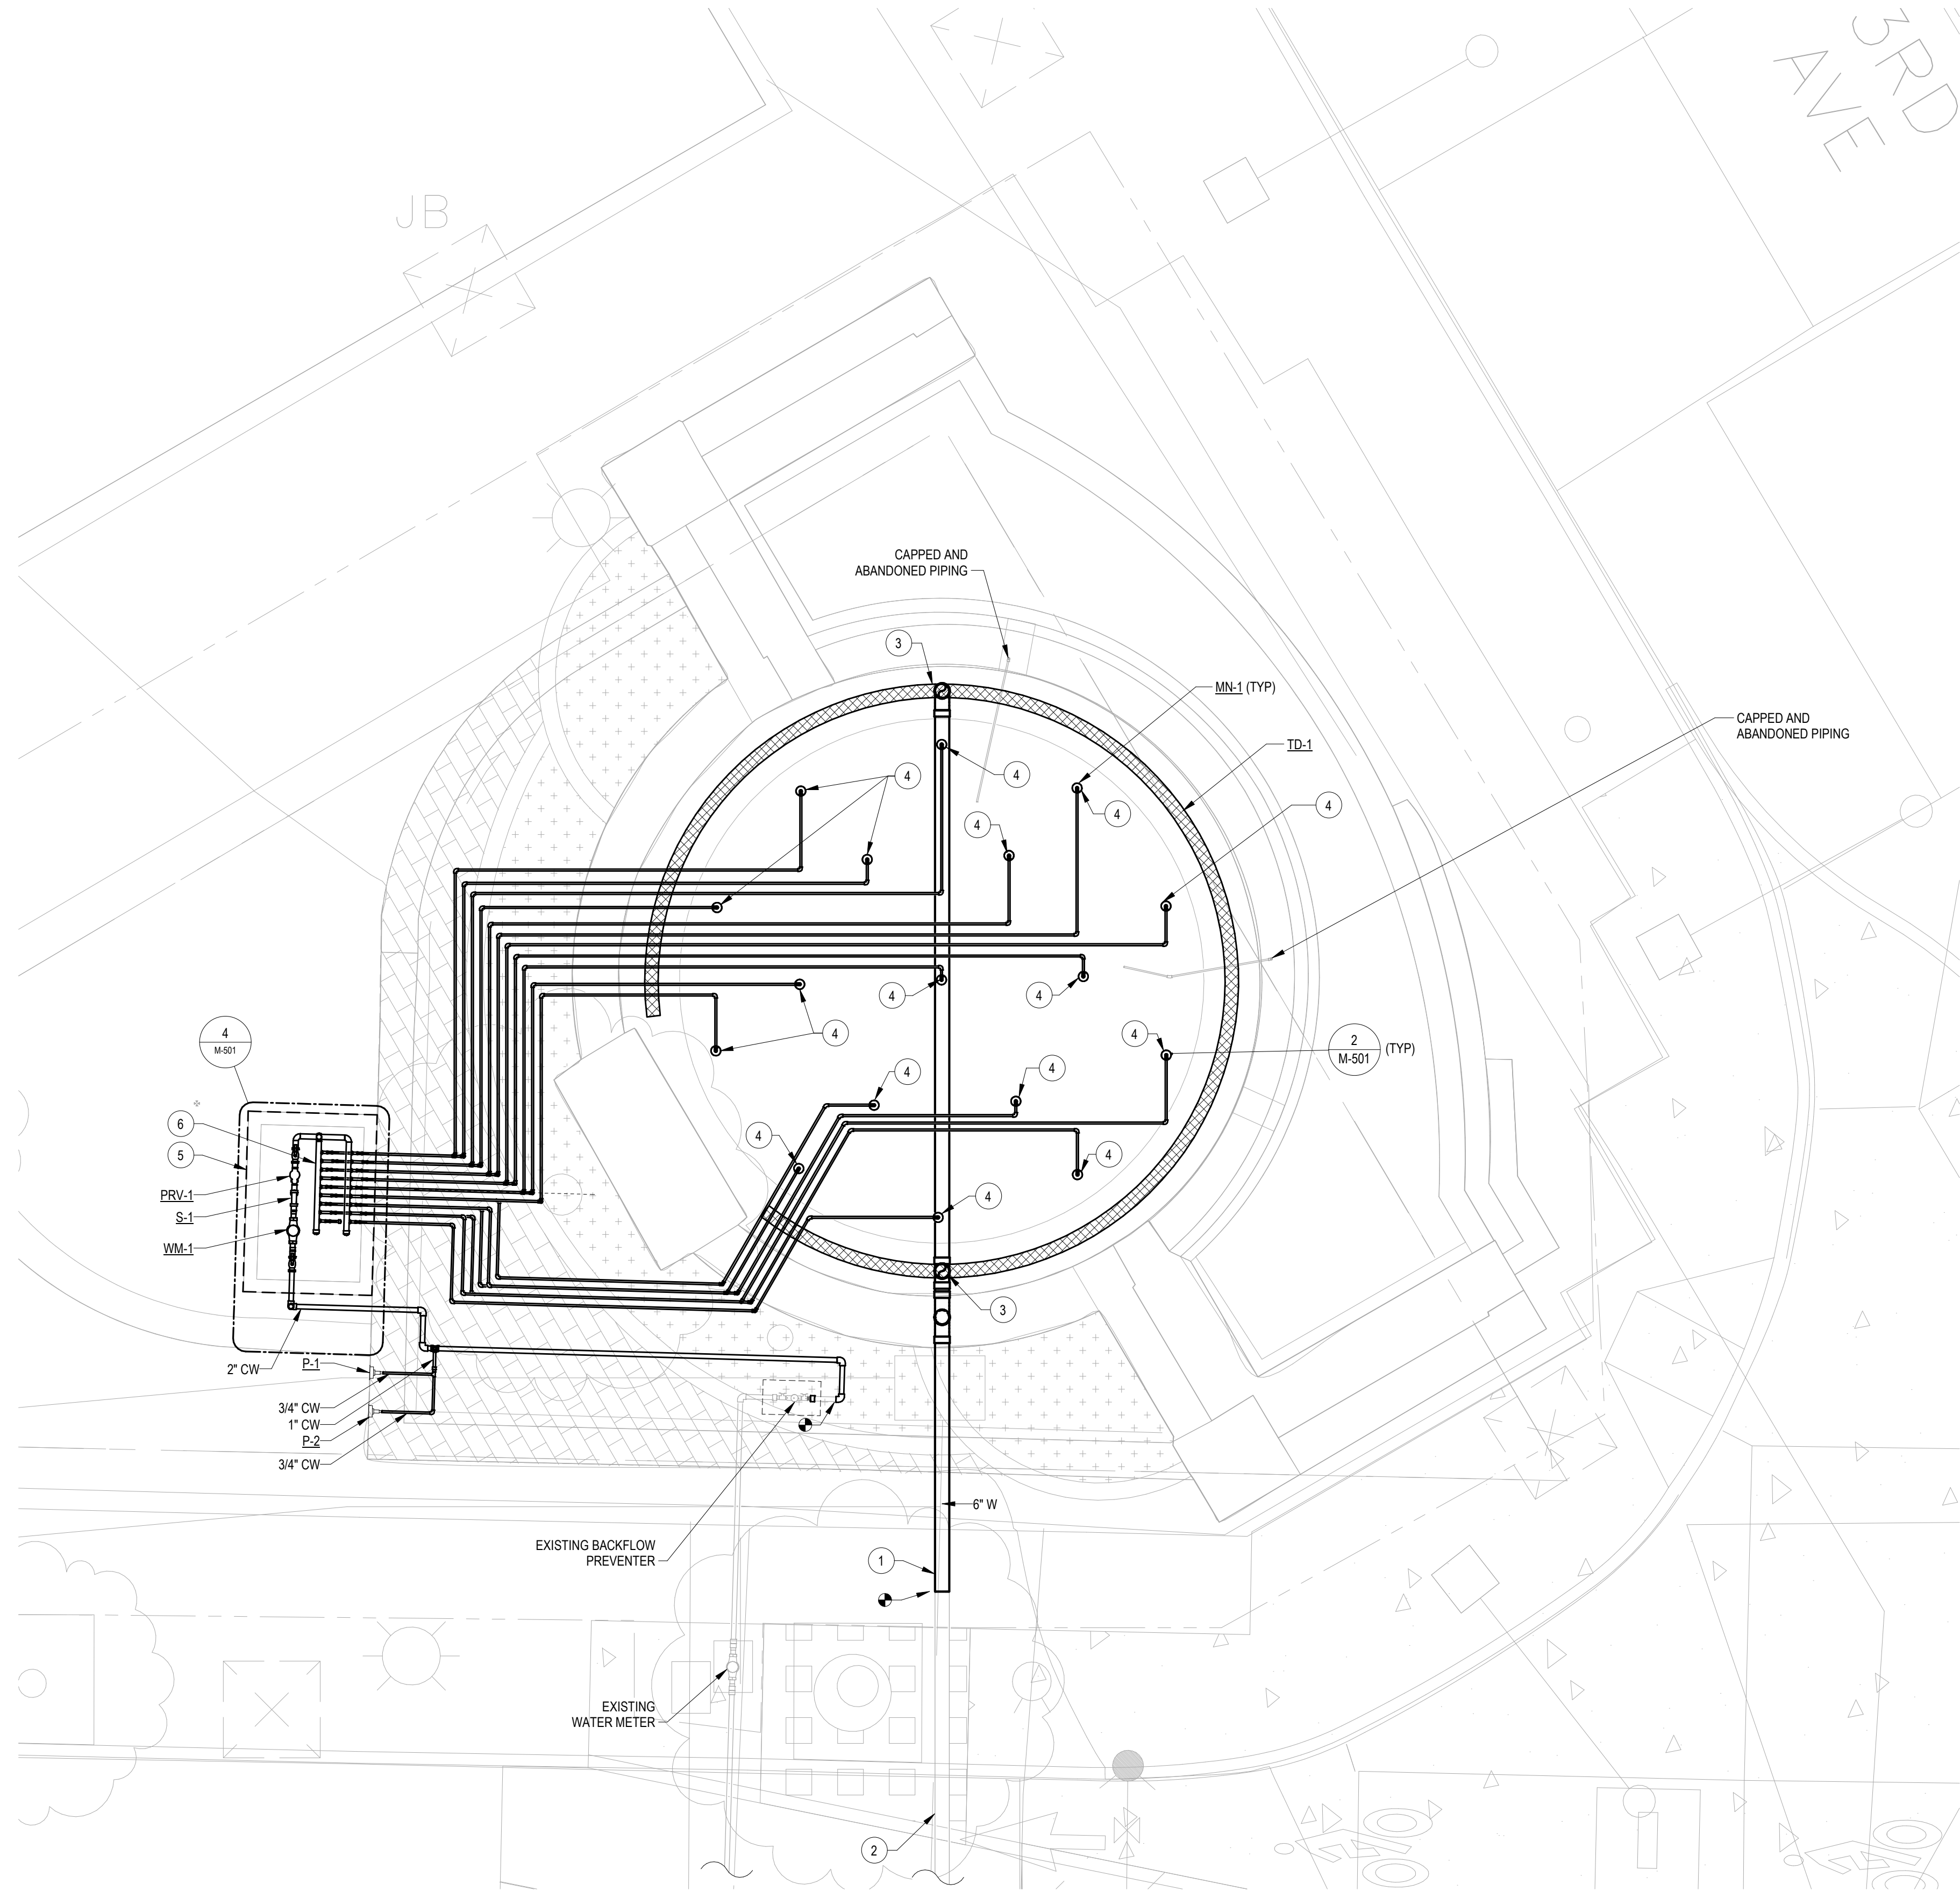 3RD
AVE
JB
CAPPED AND
ABANDONED PIPING
3
MN-1 (TYP)
CAPPED AND
ABANDONED PIPING
TD-1
4
4
4
4
4
4
4
4
4
M-501
4
4
2
M-501
(TYP)
4
4
6
4
5
4
PRV-1
4
S-1
WM-1
3
2" CW
P-1
3/4" CW
1" CW
P-2
3/4" CW
6" W
EXISTING BACKFLOW
PREVENTER
1
EXISTING
WATER METER
2